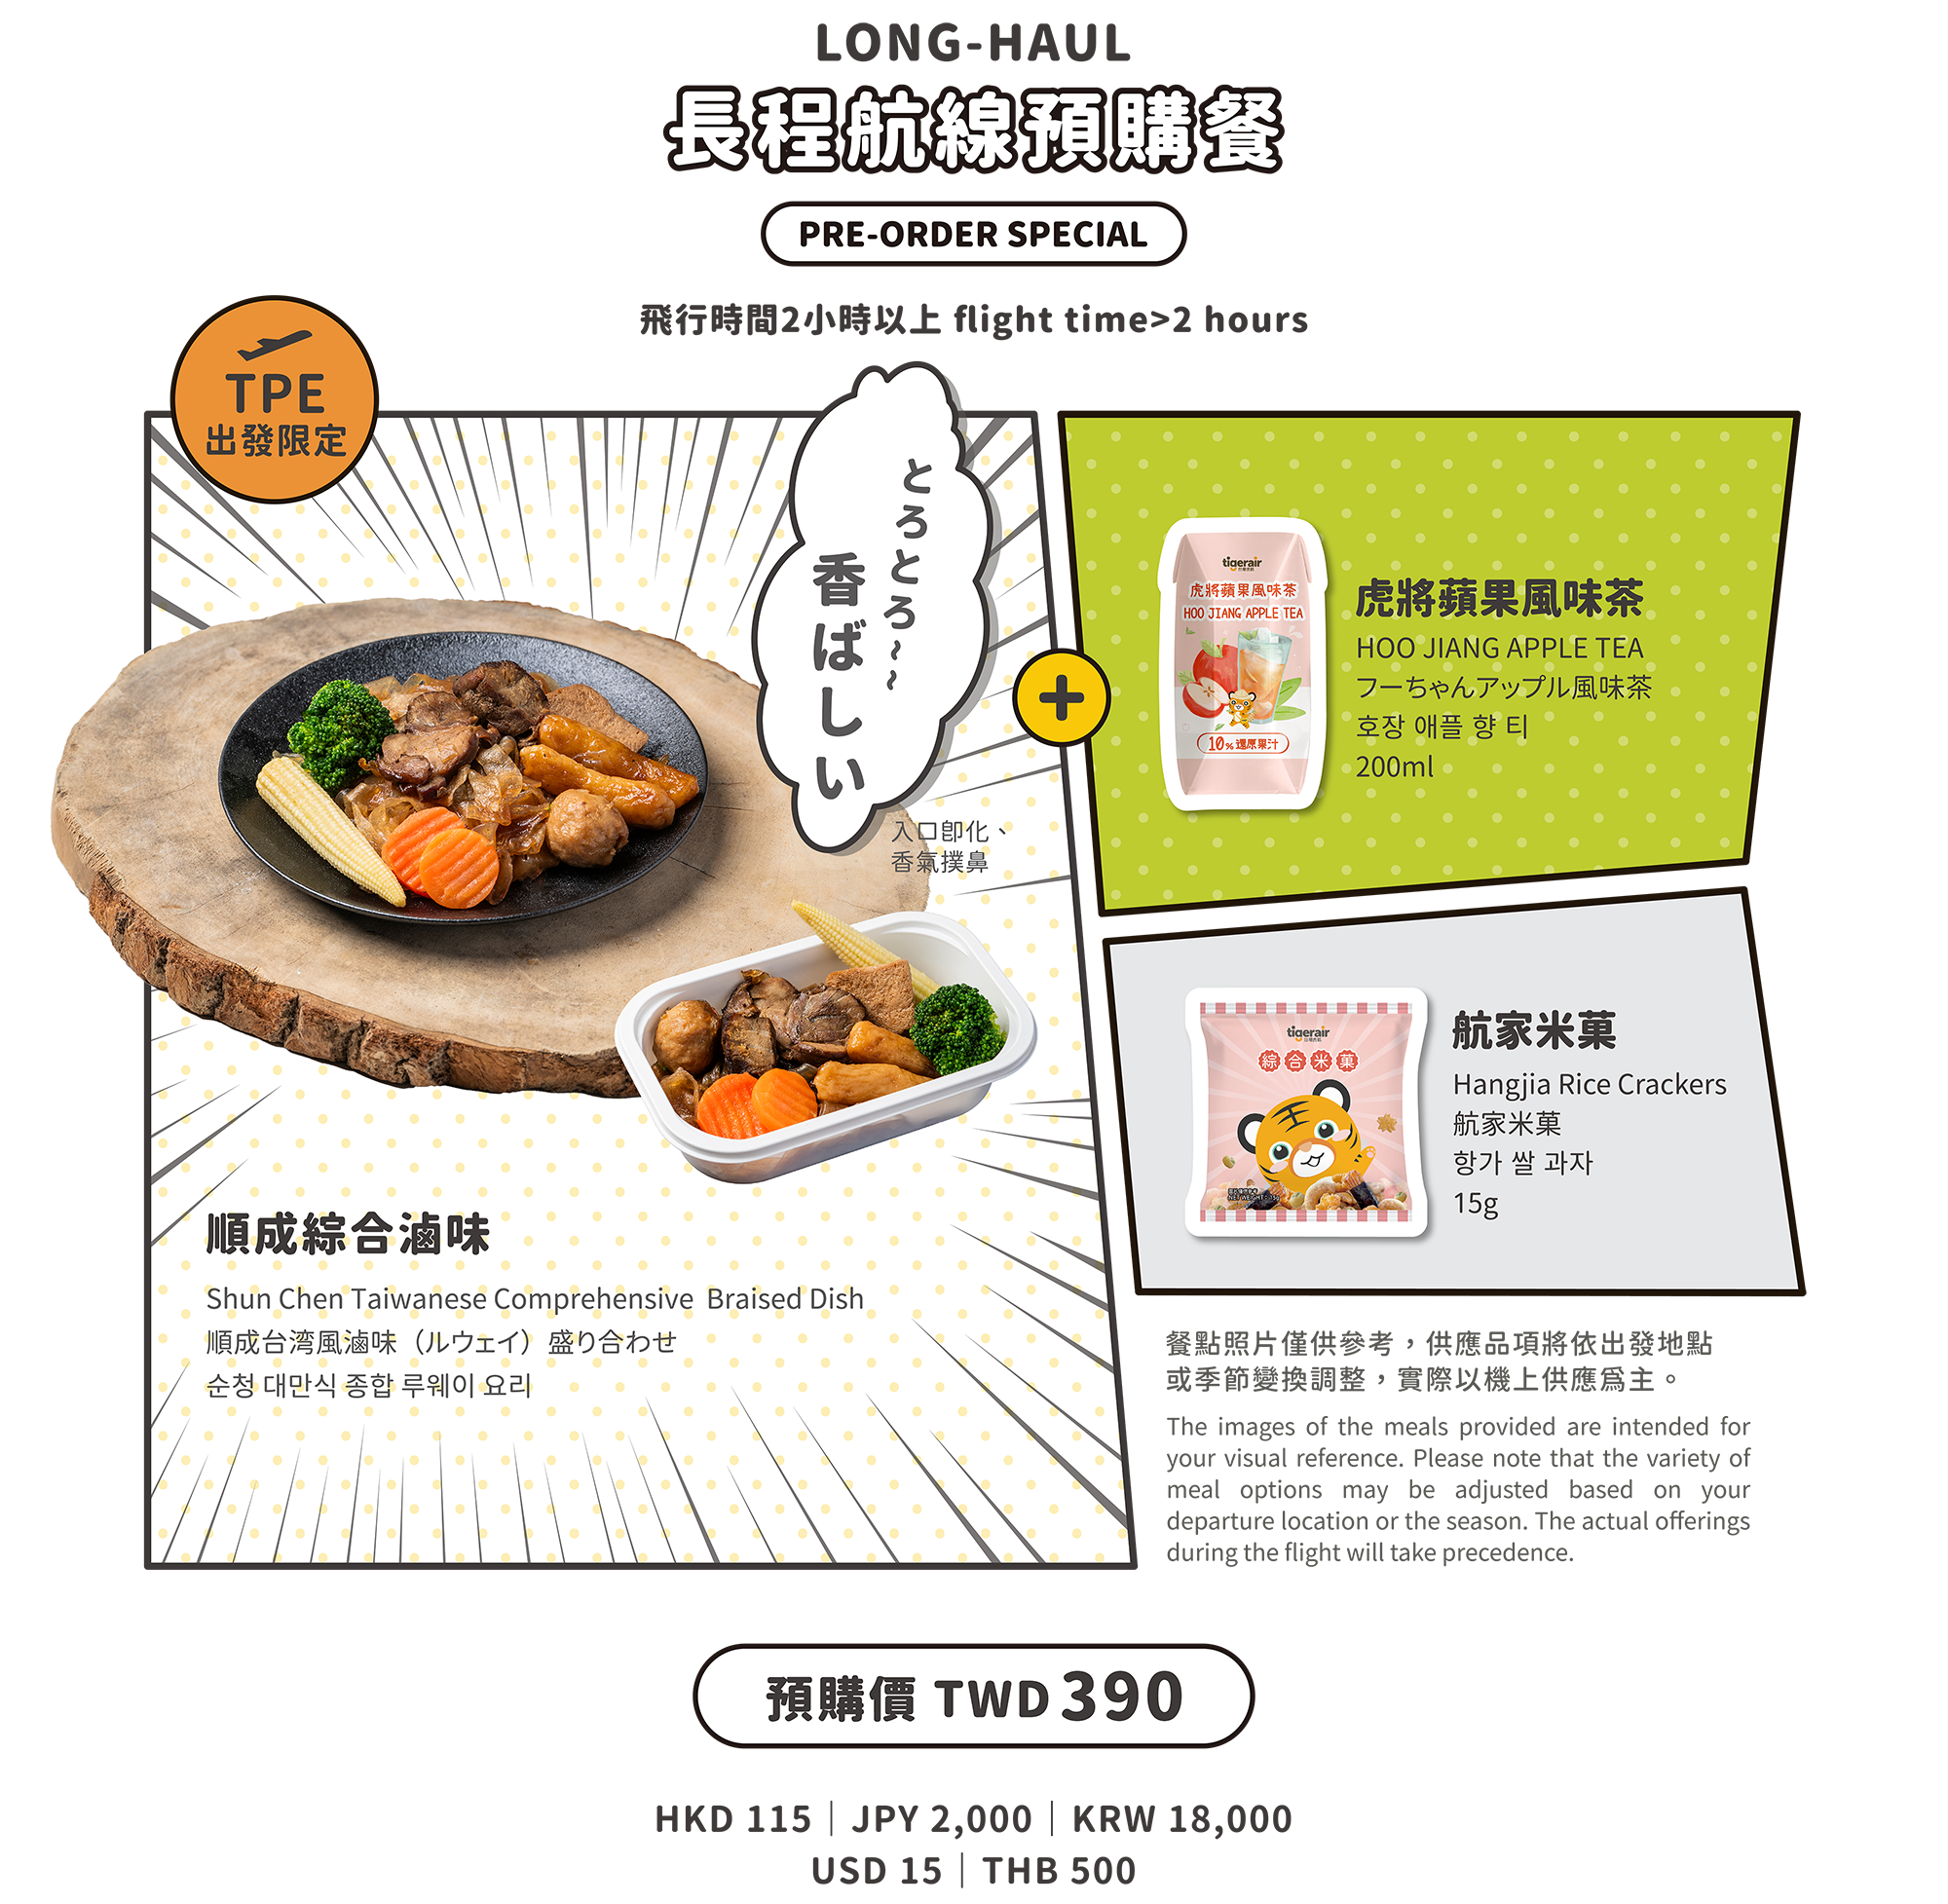 LONG-HAUL
長程航線預購餐
PRE-ORDER SPECIAL
飛行時間2小時以上 flight time>2 hours
TPE
出發限定
とろとろ~~
香ばしい
入口即化、
香氣撲鼻
順成綜合滷味
Shun Chen Taiwanese Comprehensive Braised Dish
順成台湾風滷味（ルウェイ）盛り合わせ
순청 대만식 종합 루웨이 요리
+
tigerair
台灣虎航
虎將蘋果風味茶
HOO JIANG APPLE TEA
10% 還原果汁
虎將蘋果風味茶
HOO JIANG APPLE TEA
フーちゃんアップル風味茶
호장 애플 향 티
200ml
tigerair
台灣虎航
綜合米菓
王
NET WEIGHT: 15g
航家米菓
Hangjia Rice Crackers
航家米菓
항가 쌀 과자
15g
餐點照片僅供參考，供應品項將依出發地點
或季節變換調整，實際以機上供應爲主。
The images of the meals provided are intended for
your visual reference. Please note that the variety of
meal options may be adjusted based on your
departure location or the season. The actual offerings
during the flight will take precedence.
預購價 TWD 390
HKD 115｜JPY 2,000｜KRW 18,000
USD 15｜THB 500